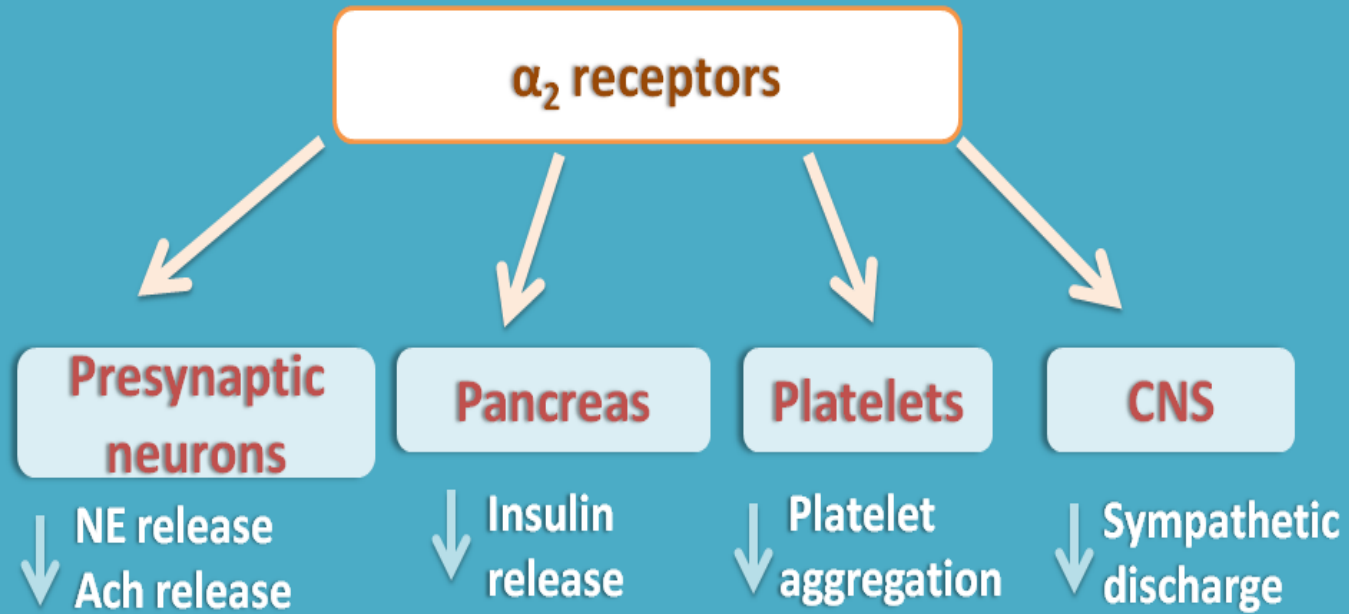 α₂ receptors
Presynaptic
neurons
Pancreas
Platelets
CNS
NE release
Ach release
Insulin
release
Platelet
aggregation
Sympathetic
discharge